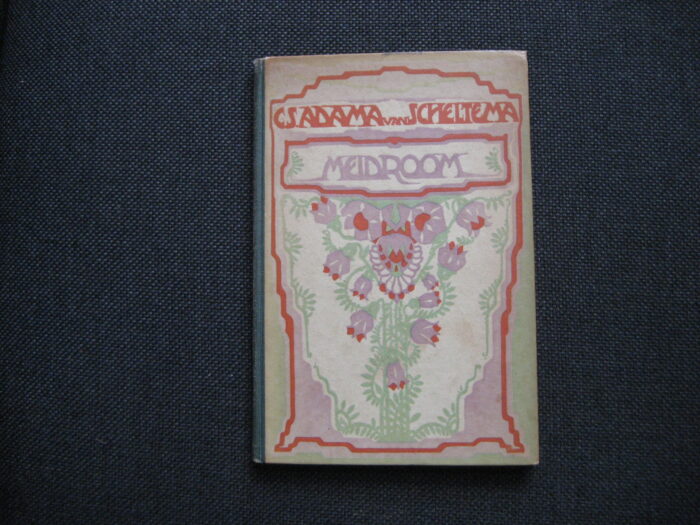 C.S. ADAMA VAN SCHELTEMA
MEIDROOM